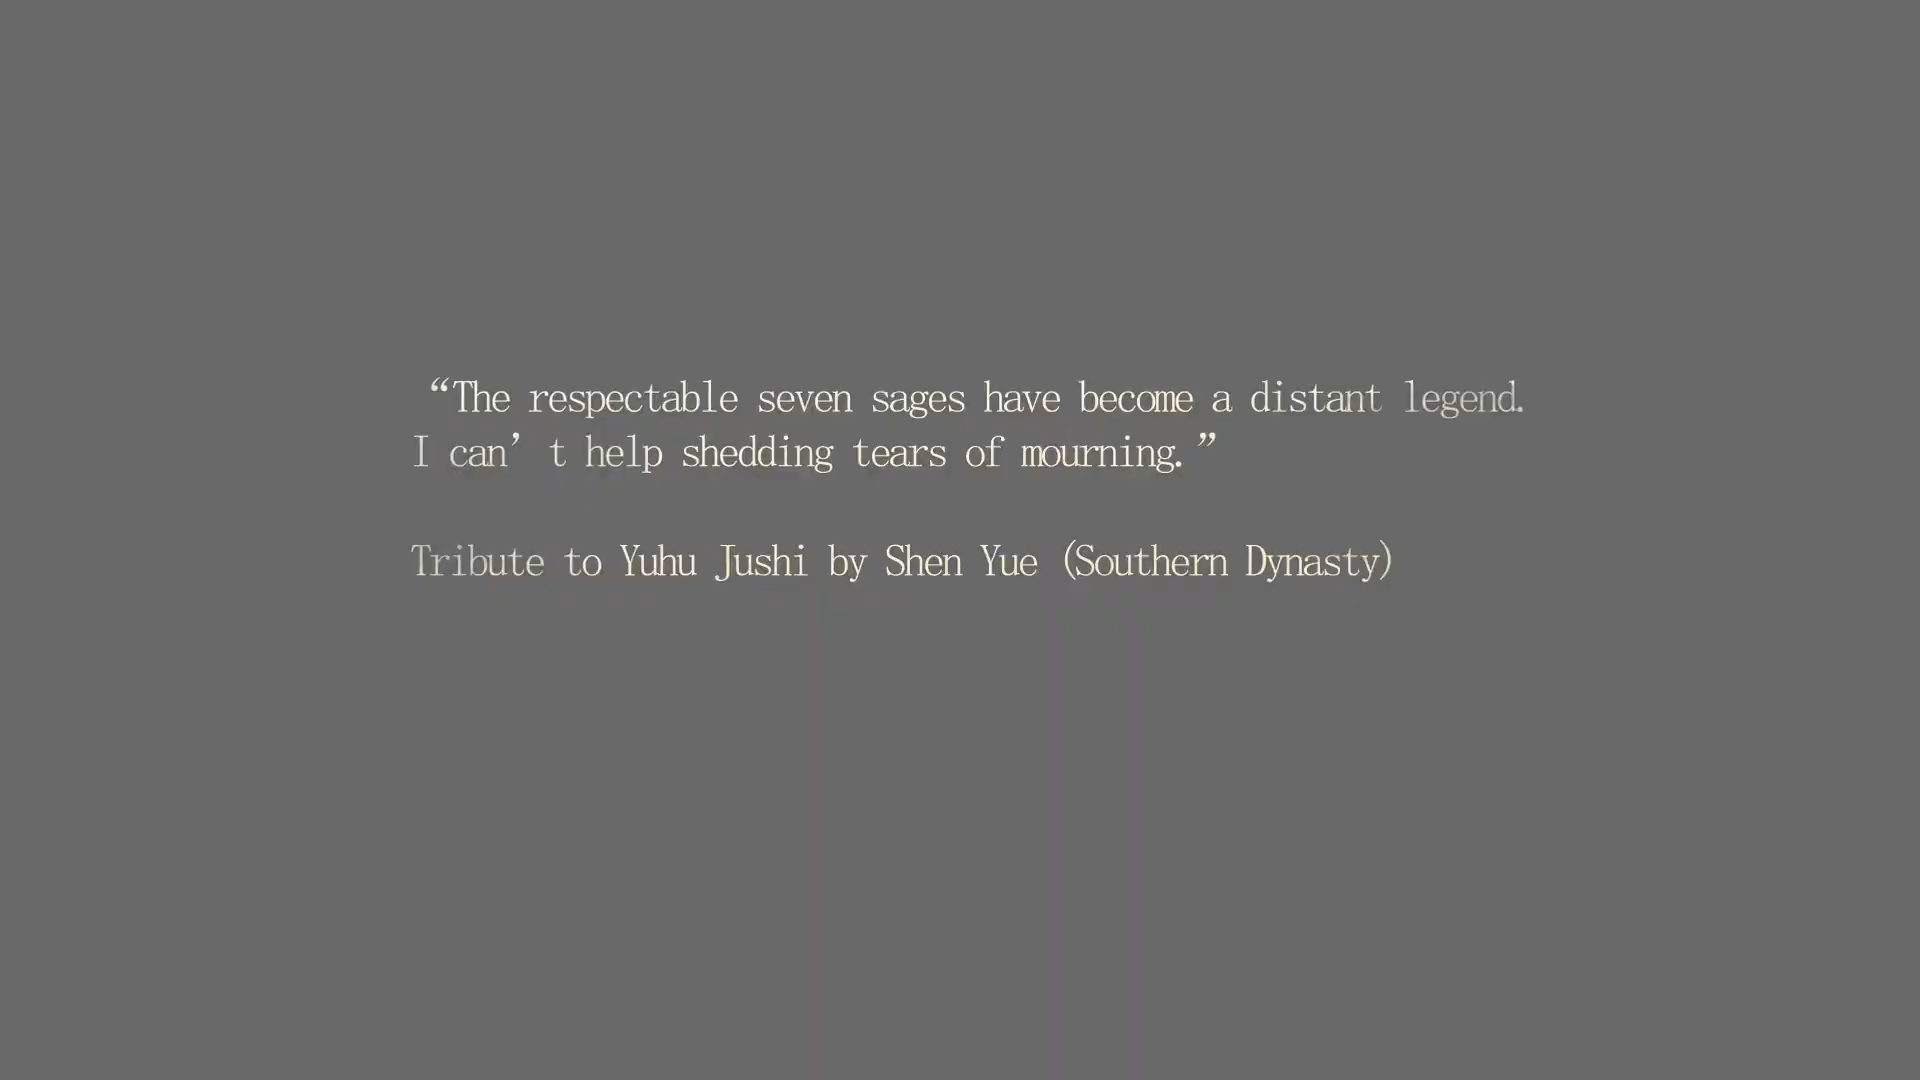 “The respectable seven sages have become a distant legend.
I can’t help shedding tears of mourning.”
Tribute to Yuhu Jushi by Shen Yue (Southern Dynasty)